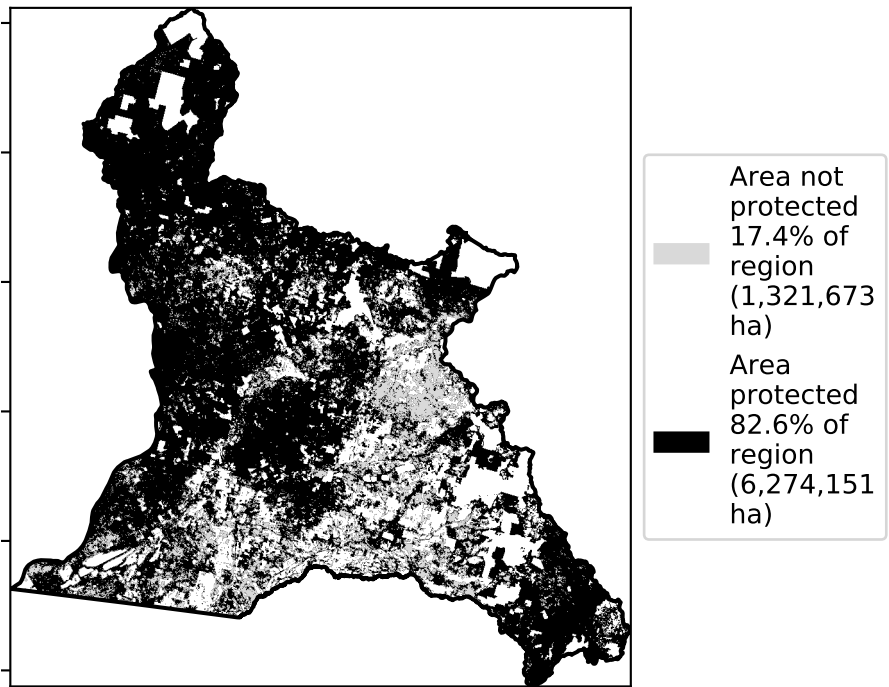 Area not
protected
17.4% of
region
(1,321,673
ha)
Area
protected
82.6% of
region
(6,274,151
ha)